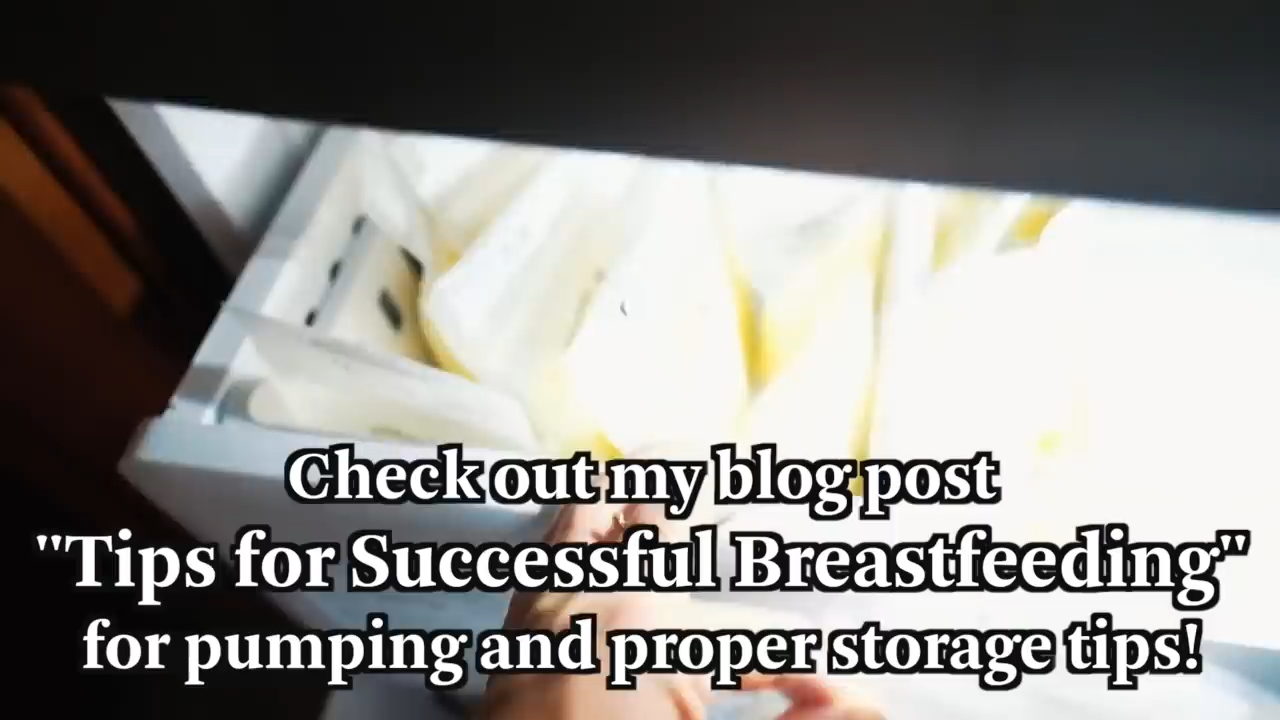 Check out my blog post
"Tips for Successful Breastfeeding"
for pumping and proper storage tips!